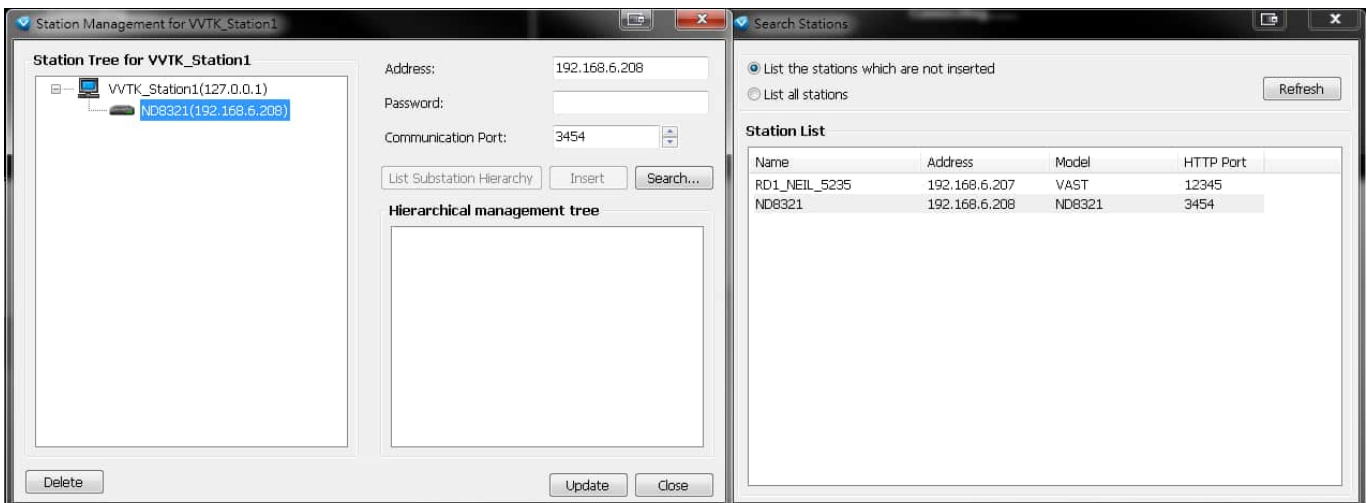 Station Management for VVTK_Station1
Station Tree for VVTK_Station1
VVTK_Station1(127.0.0.1)
ND8321(192.168.6.208)
Address: 192.168.6.208
Password:
Communication Port: 3454
List Substation Hierarchy Insert Search...
Hierarchical management tree
Delete Update Close
Search Stations
List the stations which are not inserted
List all stations
Refresh
Station List
Name Address Model HTTP Port
RD1_NEIL_5235 192.168.6.207 VAST 12345
ND8321 192.168.6.208 ND8321 3454